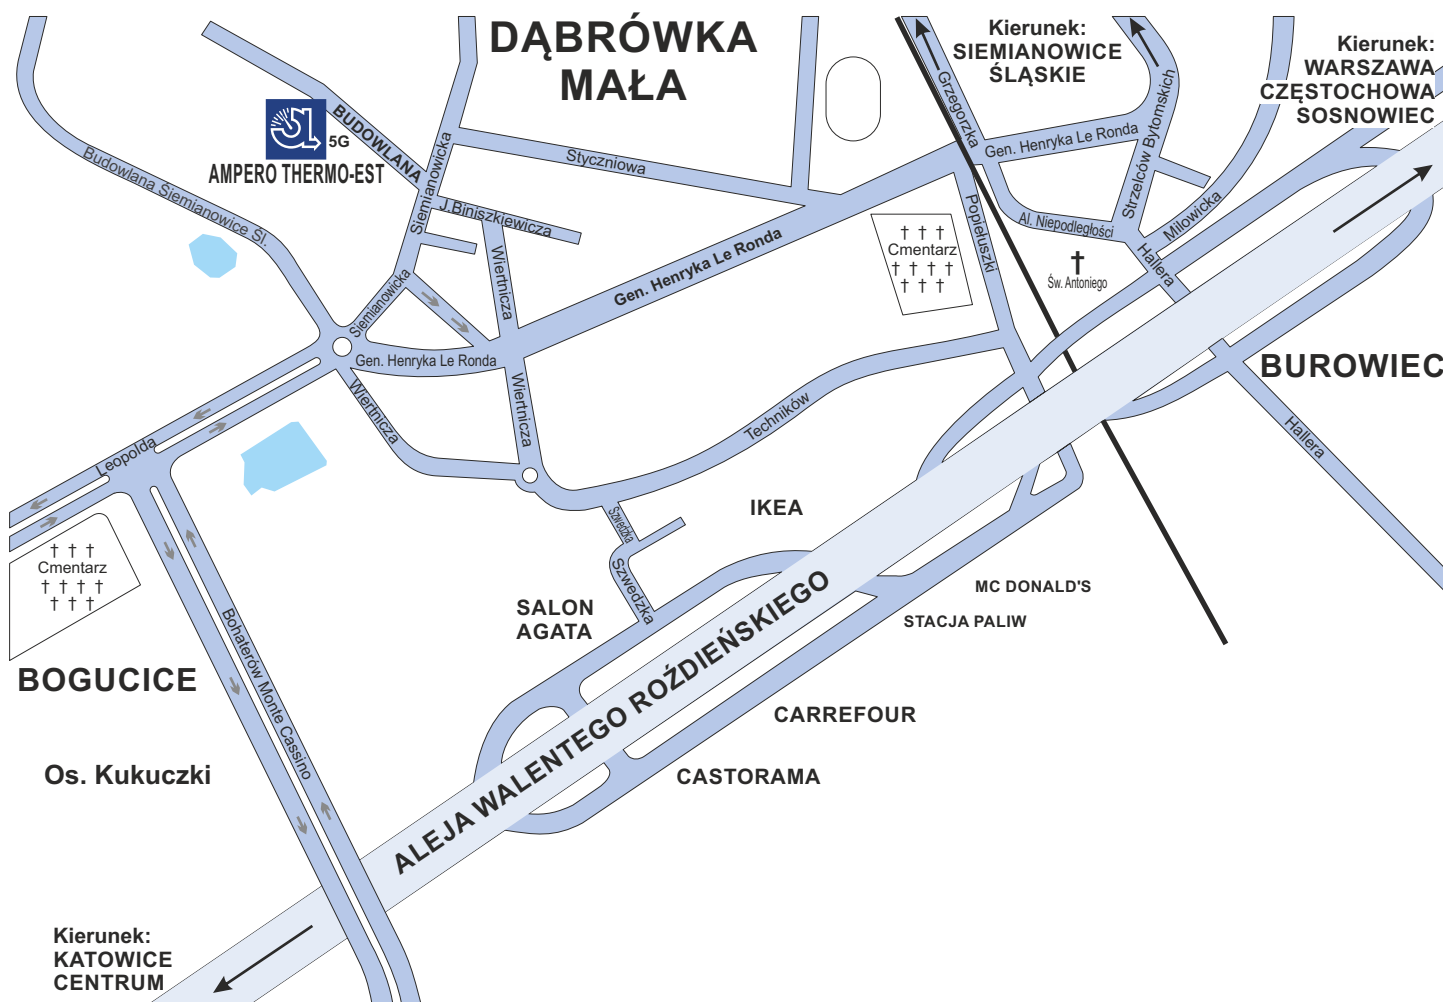 DĄBRÓWKA
MAŁA
Kierunek:
SIEMIANOWICE
ŚLĄSKIE
Kierunek:
WARSZAWA
CZĘSTOCHOWA
SOSNOWIEC
BUDOWLANA
5G
AMPERO THERMO-EST
Budowlana Siemianowice Śl.
Siemianowicka
Styczniowa
J.Biniszkiewicza
Wiertnicza
Siemianowicka
Gen. Henryka Le Ronda
Gen. Henryka Le Ronda
Grzegorzka
Gen. Henryka Le Ronda
Strzelców Bytomskich
Popiełuszki
Al. Niepodległości
Milowicka
Hallera
Cmentarz
Św. Antoniego
BUROWIEC
Hallera
Wiertnicza
Wiertnicza
Technikow
Leopolda
Szwedzka
Szwedzka
IKEA
Cmentarz
MC DONALD'S
STACJA PALIW
SALON
AGATA
BOGUCICE
Bohaterów Monte Cassino
ALEJA WALENTEGO ROŹDIEŃSKIEGO
CARREFOUR
CASTORAMA
Os. Kukuczki
Kierunek:
KATOWICE
CENTRUM